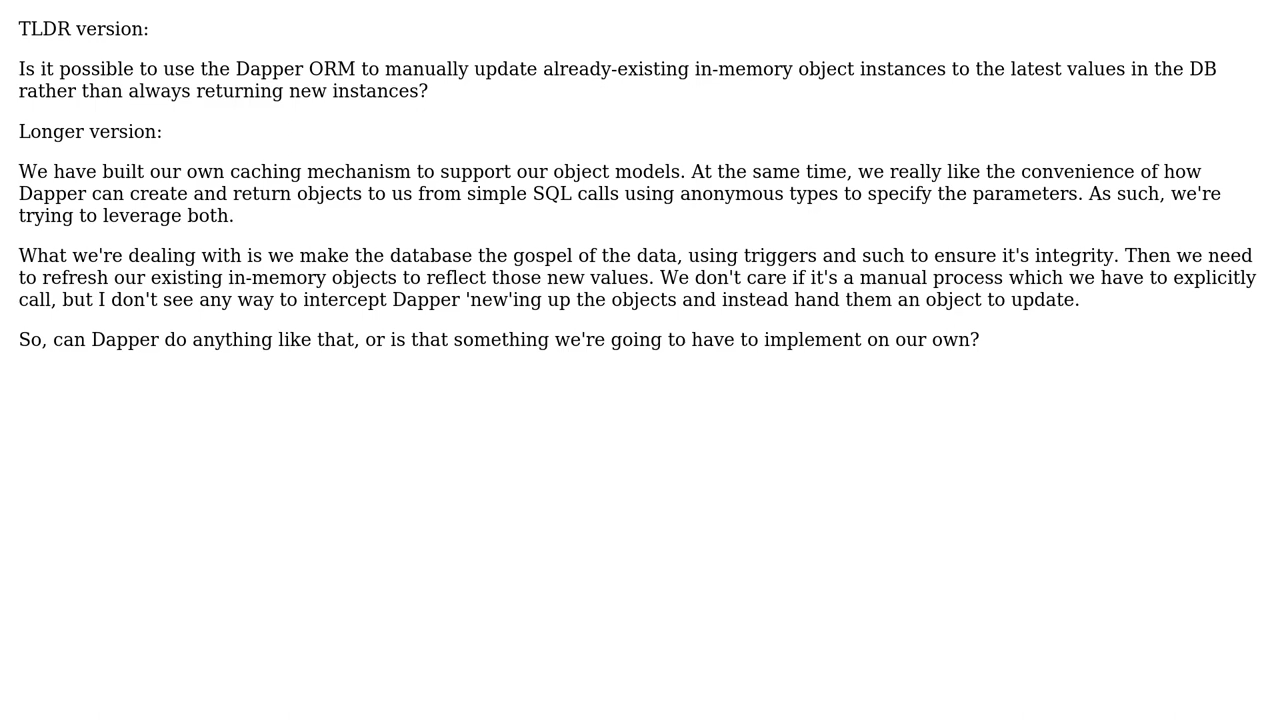 TLDR version:
Is it possible to use the Dapper ORM to manually update already-existing in-memory object instances to the latest values in the DB
rather than always returning new instances?
Longer version:
We have built our own caching mechanism to support our object models. At the same time, we really like the convenience of how
Dapper can create and return objects to us from simple SQL calls using anonymous types to specify the parameters. As such, we're
trying to leverage both.
What we're dealing with is we make the database the gospel of the data, using triggers and such to ensure it's integrity. Then we need
to refresh our existing in-memory objects to reflect those new values. We don't care if it's a manual process which we have to explicitly
call, but I don't see any way to intercept Dapper 'new'ing up the objects and instead hand them an object to update.
So, can Dapper do anything like that, or is that something we're going to have to implement on our own?